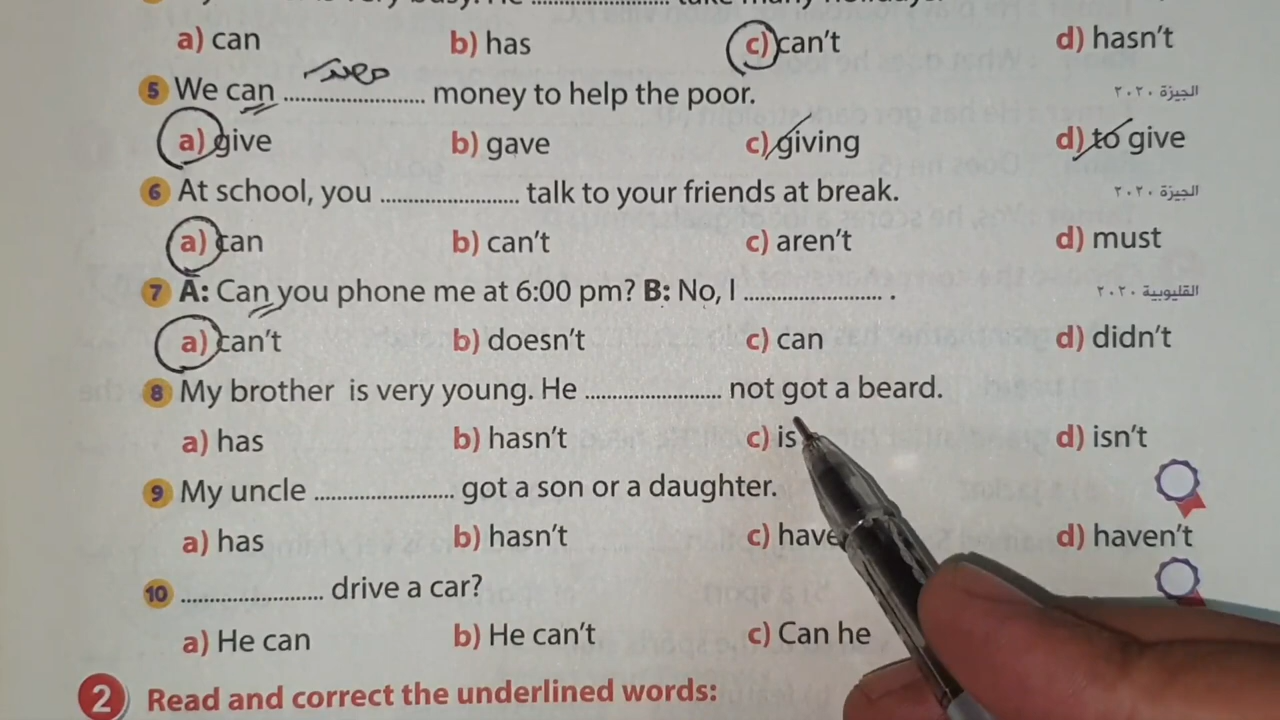 take many holidays.
a) can b) has c) can't d) hasn't
5 We can ........................ money to help the poor. الجيزة ٢٠٢٠
a) give b) gave c) giving d) to give
6 At school, you ........................ talk to your friends at break. الجيزة ٢٠٢٠
a) can b) can't c) aren't d) must
7 A: Can you phone me at 6:00 pm? B: No, I ........................ . القليوبية ٢٠٢٠
a) can't b) doesn't c) can d) didn't
8 My brother is very young. He ........................ not got a beard.
a) has b) hasn't c) is d) isn't
9 My uncle ........................ got a son or a daughter.
a) has b) hasn't c) have d) haven't
10 ........................ drive a car?
a) He can b) He can't c) Can he
2 Read and correct the underlined words: